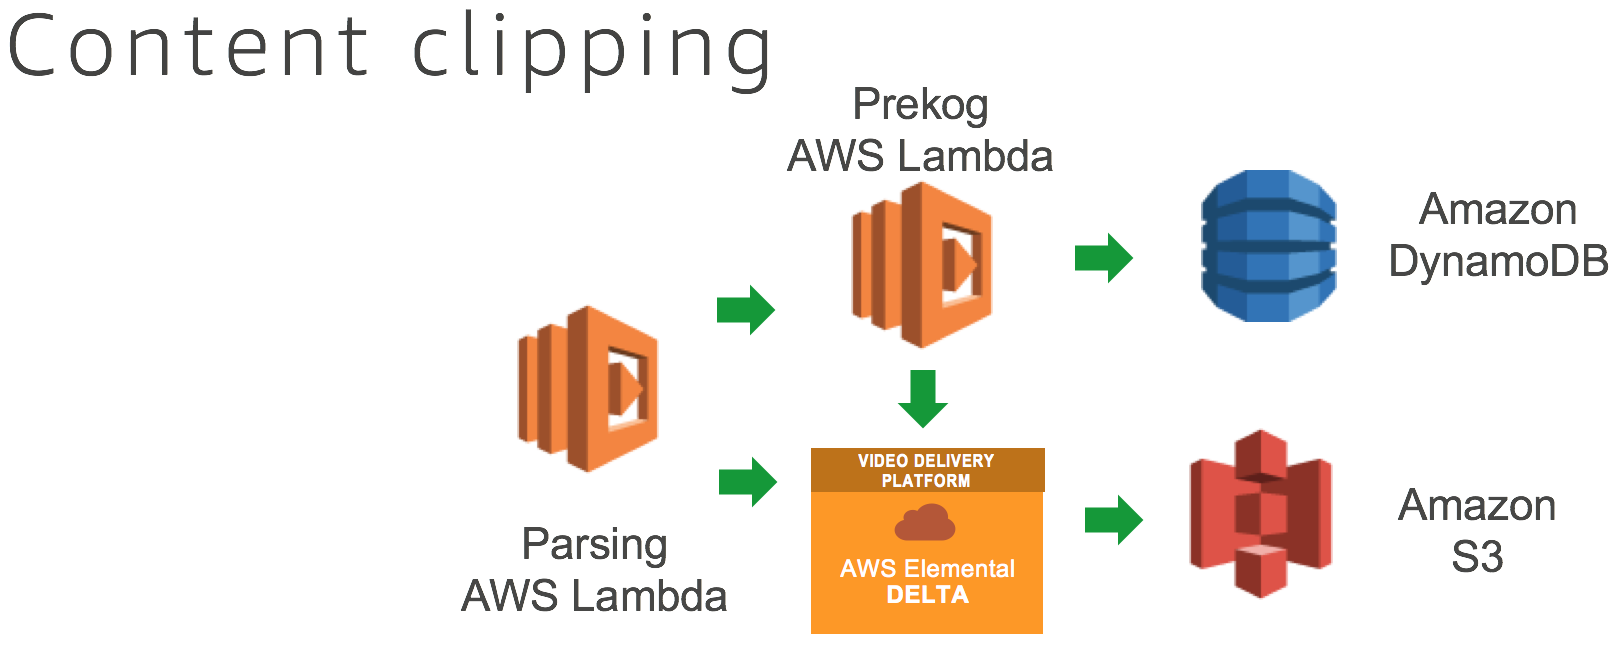 Content clipping
Prekog
AWS Lambda
Amazon
DynamoDB
Parsing
AWS Lambda
VIDEO DELIVERY
PLATFORM
AWS Elemental
DELTA
Amazon
S3